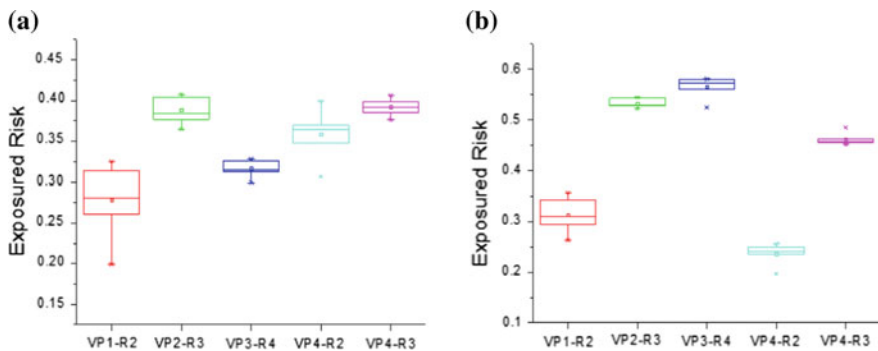 (a)
Exposured Risk
0.45
0.40
0.35
0.30
0.25
0.20
0.15
VP1-R2 VP2-R3 VP3-R4 VP4-R2 VP4-R3
(b)
Exposured Risk
0.6
0.5
0.4
0.3
0.2
0.1
VP1-R2 VP2-R3 VP3-R4 VP4-R2 VP4-R3